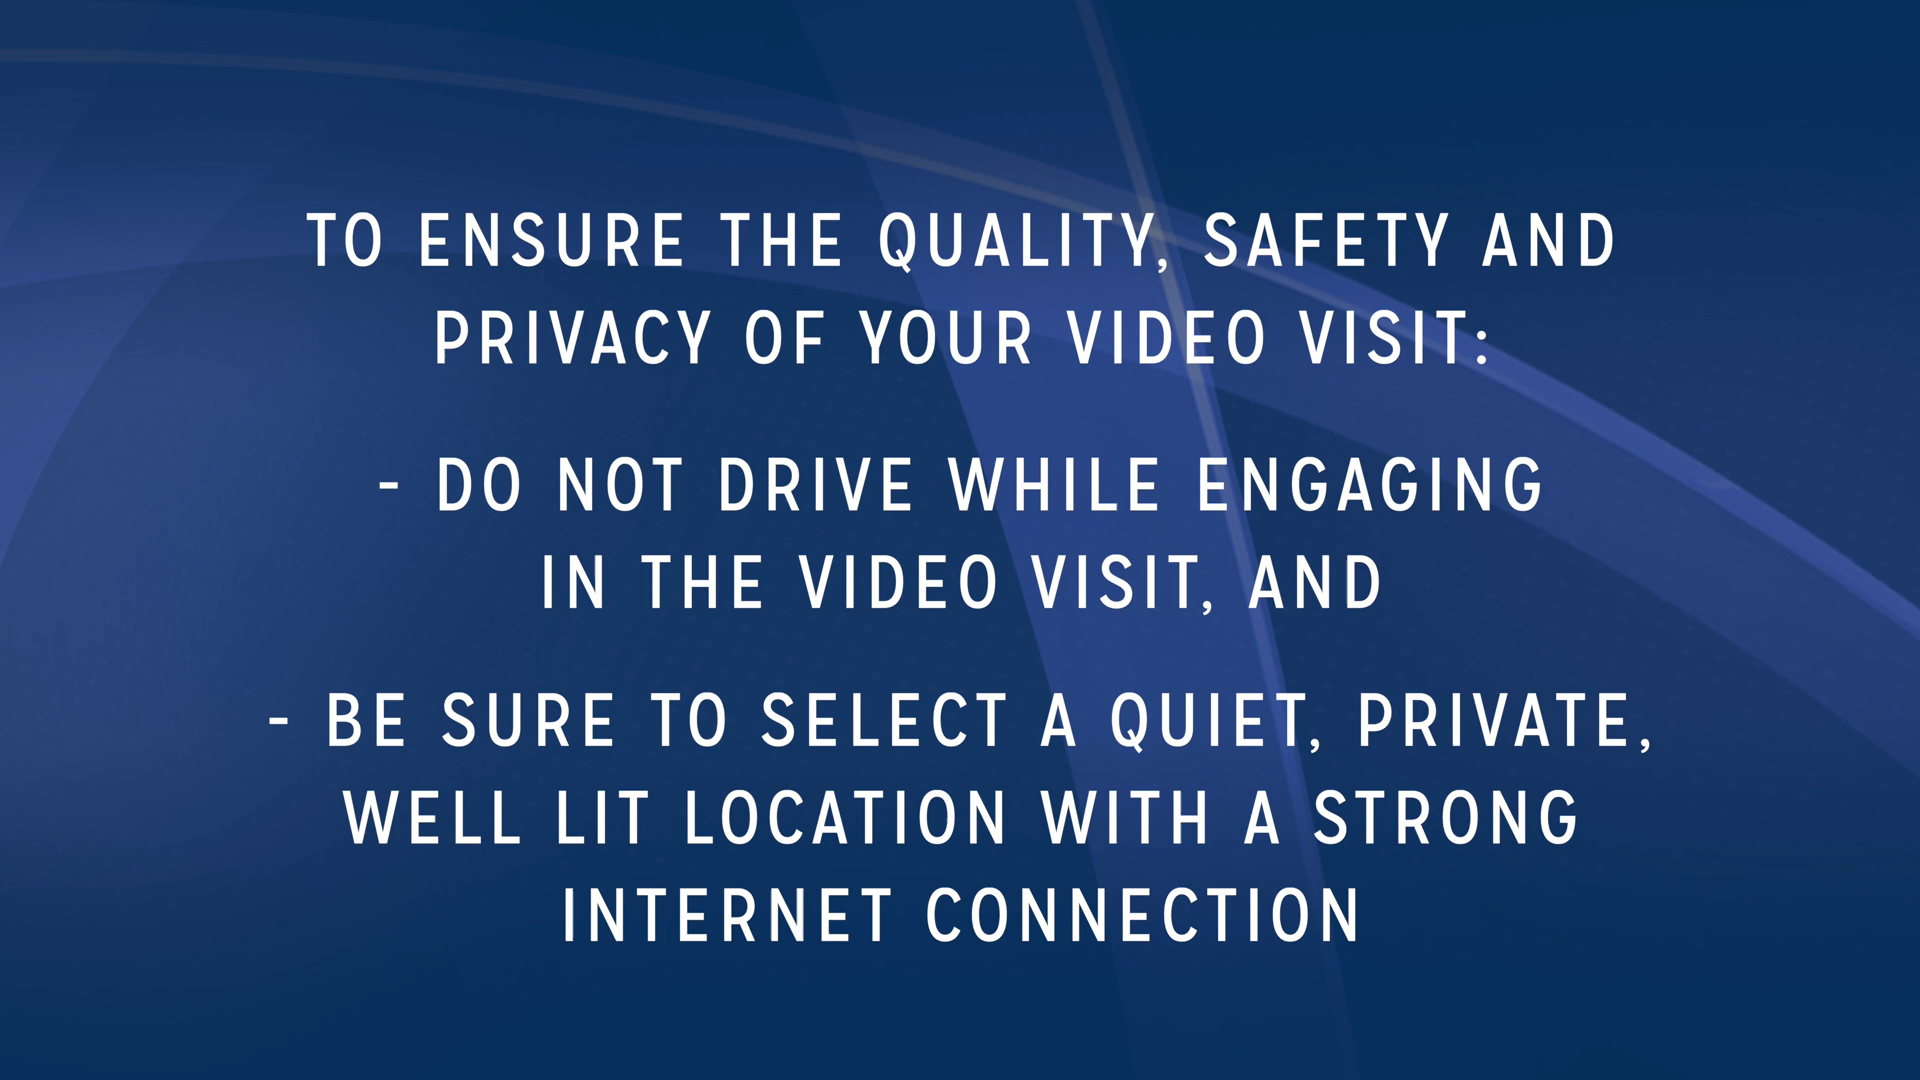 TO ENSURE THE QUALITY, SAFETY AND
PRIVACY OF YOUR VIDEO VISIT:
- DO NOT DRIVE WHILE ENGAGING
IN THE VIDEO VISIT, AND
- BE SURE TO SELECT A QUIET, PRIVATE,
WELL LIT LOCATION WITH A STRONG
INTERNET CONNECTION